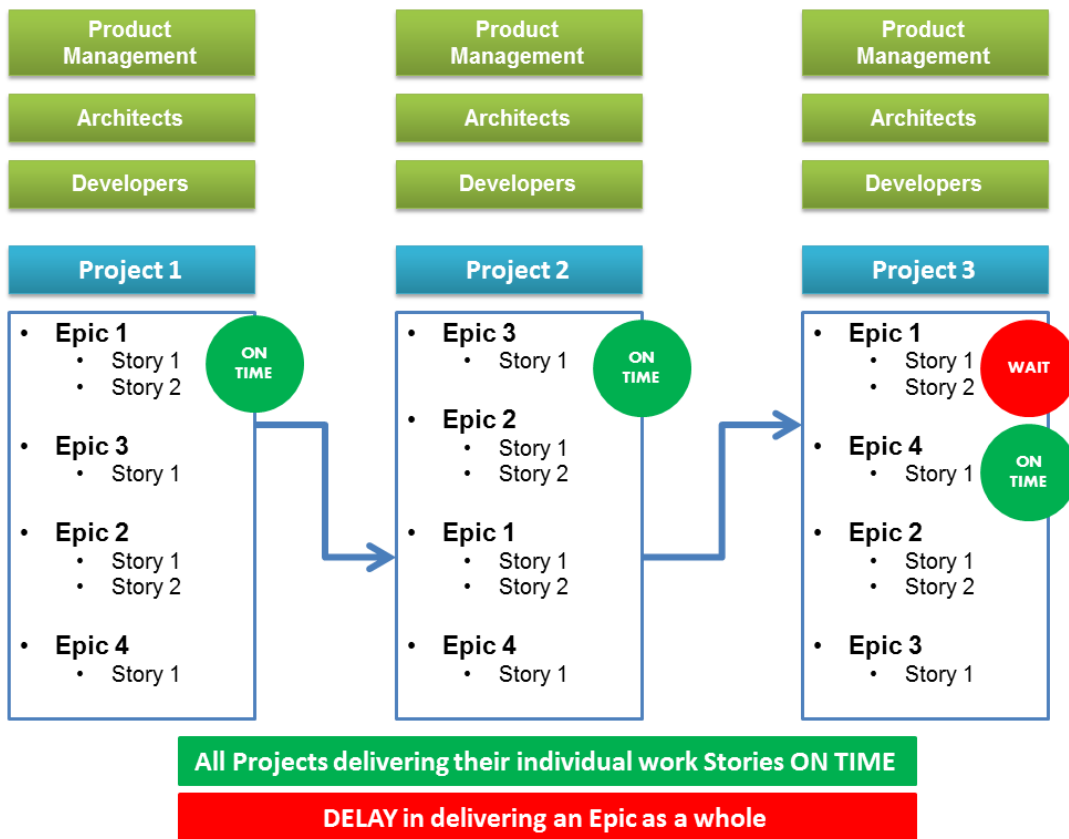 Product
Management
Architects
Developers
Project 1
• Epic 1
• Story 1
• Story 2
ON
TIME
• Epic 3
• Story 1
• Epic 2
• Story 1
• Story 2
• Epic 4
• Story 1
Product
Management
Architects
Developers
Project 2
• Epic 3
• Story 1
ON
TIME
• Epic 2
• Story 1
• Story 2
• Epic 1
• Story 1
• Story 2
• Epic 4
• Story 1
Product
Management
Architects
Developers
Project 3
• Epic 1
• Story 1
• Story 2
WAIT
• Epic 4
• Story 1
ON
TIME
• Epic 2
• Story 1
• Story 2
• Epic 3
• Story 1
All Projects delivering their individual work Stories ON TIME
DELAY in delivering an Epic as a whole